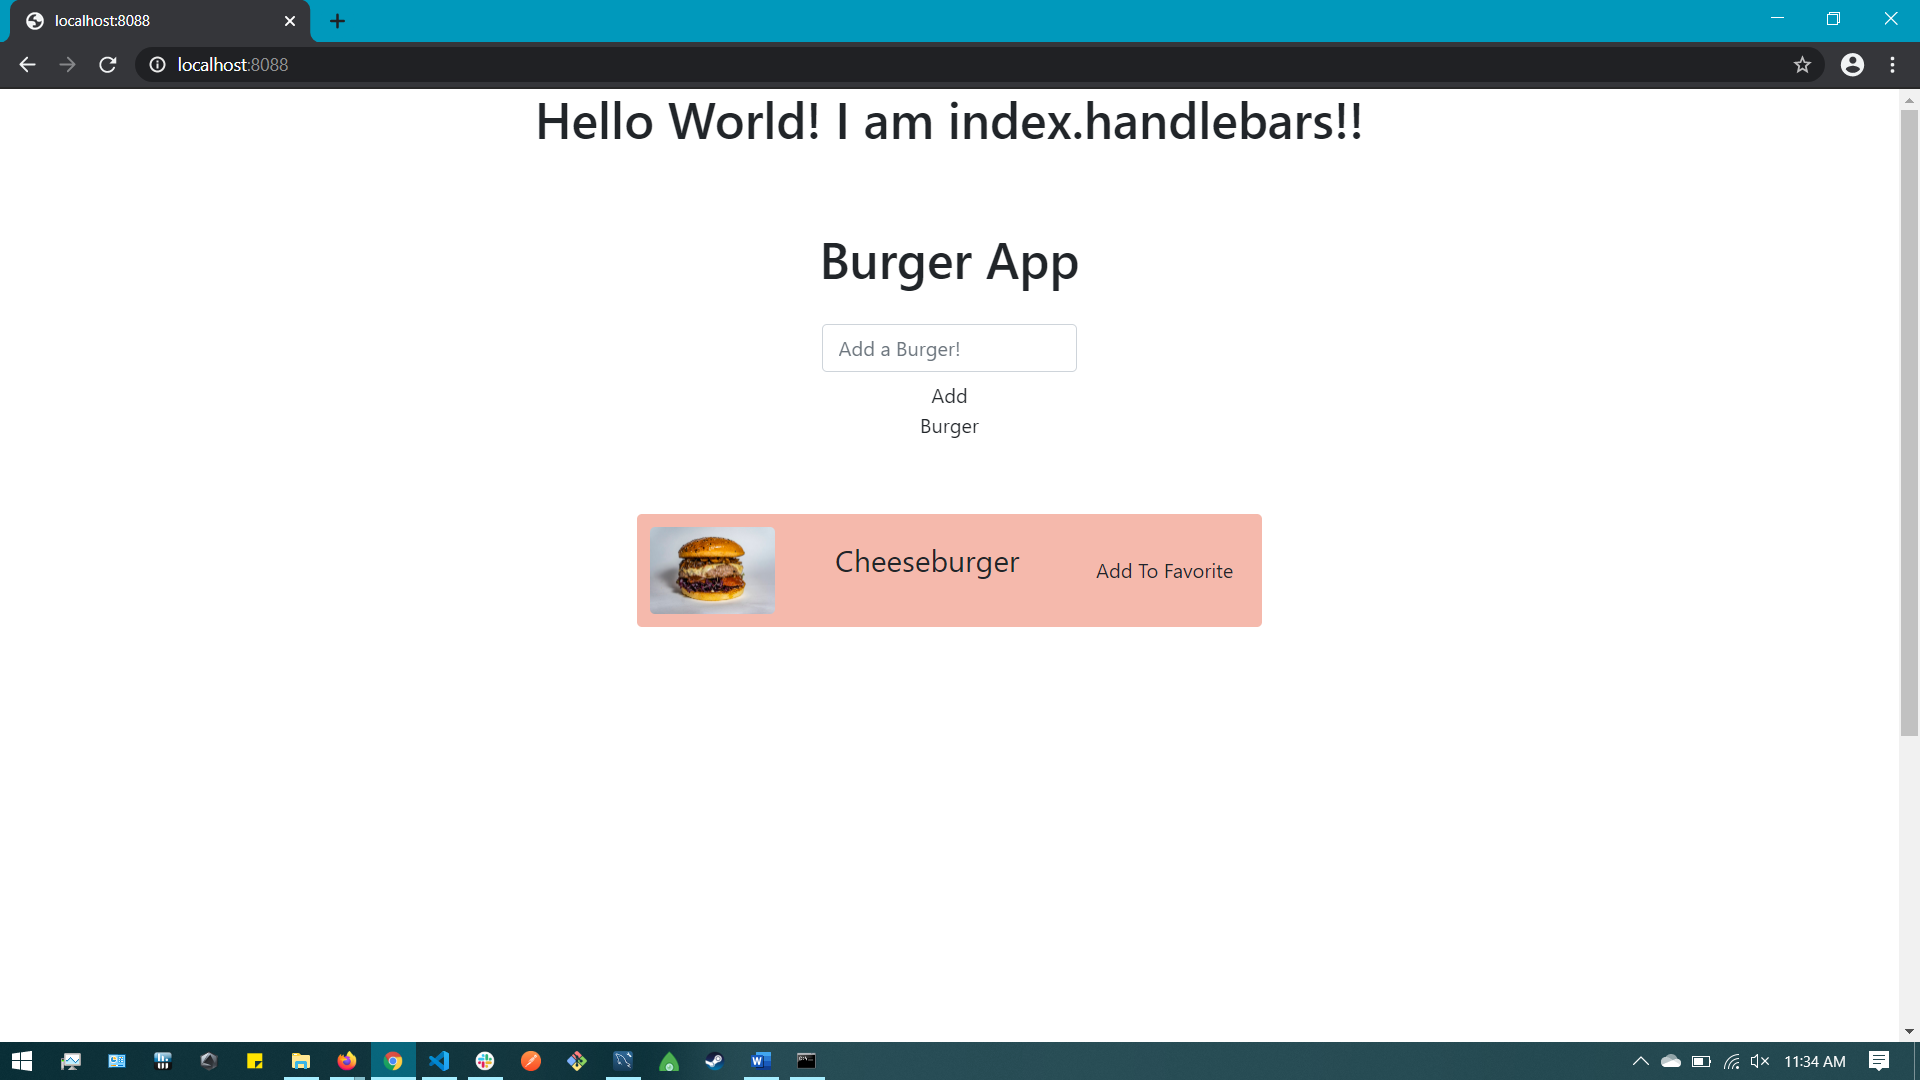 localhost:8088
localhost:8088
Hello World! I am index.handlebars!!
Burger App
Add a Burger!
Add
Burger
Cheeseburger
Add To Favorite
11:34 AM